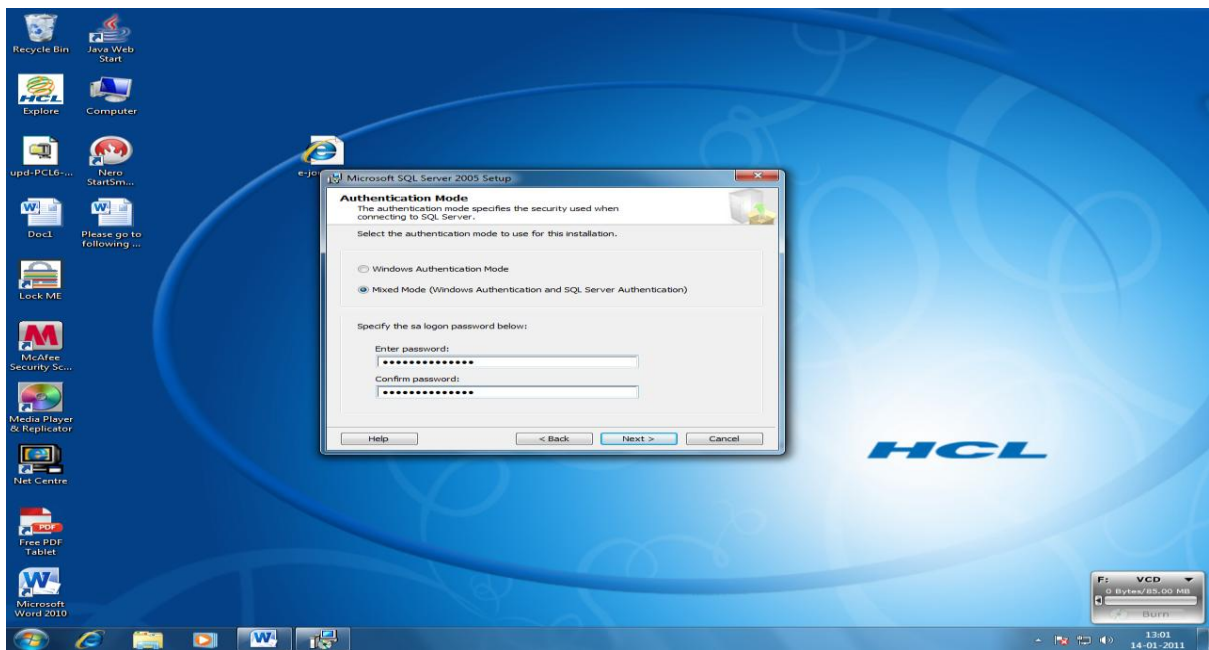 Recycle Bin
Java Web
Start
HCL
Explore
Computer
upd-PCL6-...
Nero
StartSm...
e-jo
Doc1
Please go to
following ...
Lock ME
McAfee
Security Sc...
Media Player
& Replicator
Net Centre
PDF
Free PDF
Tablet
Microsoft
Word 2010
Microsoft SQL Server 2005 Setup
Authentication Mode
The authentication mode specifies the security used when
connecting to SQL Server.
Select the authentication mode to use for this installation.
Windows Authentication Mode
Mixed Mode (Windows Authentication and SQL Server Authentication)
Specify the sa logon password below:
Enter password:
••••••••••••••
Confirm password:
••••••••••••••
Help
< Back
Next >
Cancel
HCL
F: VCD
0 Bytes/85.00 MB
Burn
13:01
14-01-2011